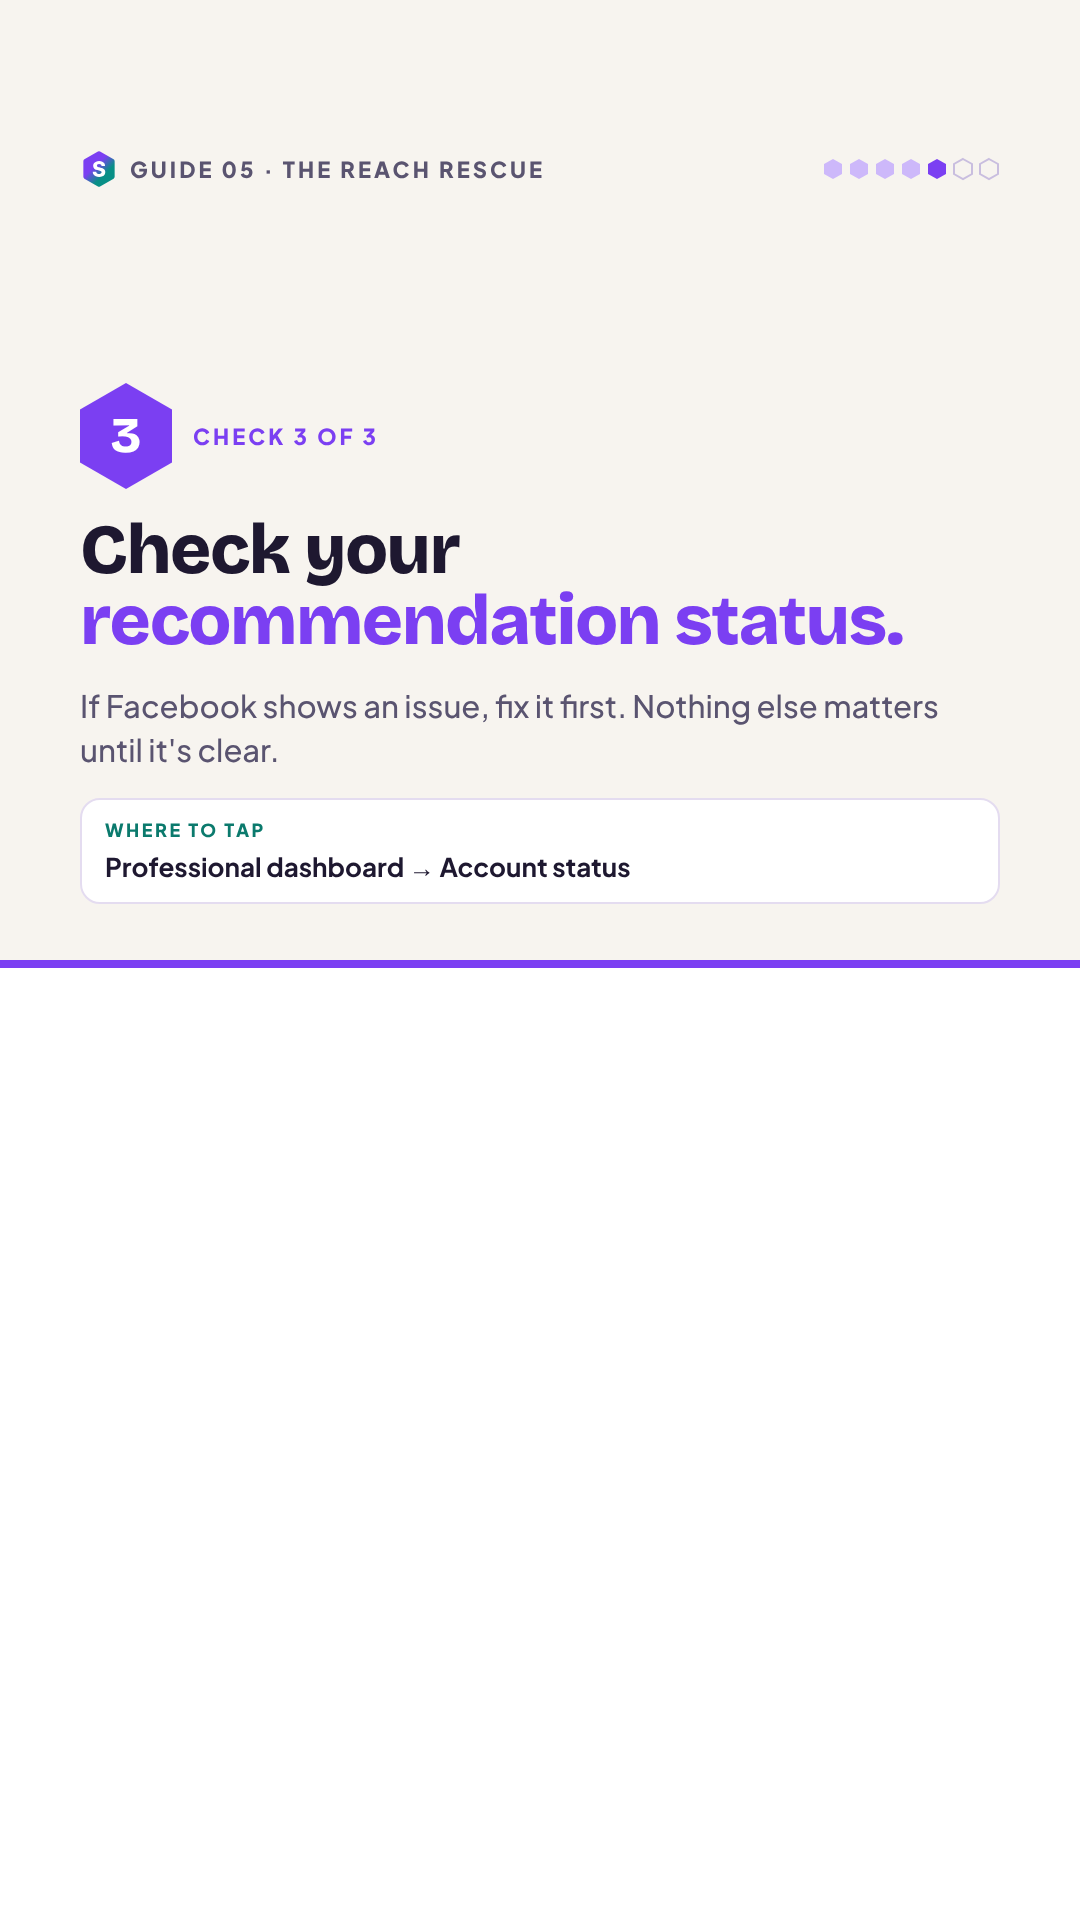 S GUIDE 05 · THE REACH RESCUE
3 CHECK 3 OF 3
Check your
recommendation status.
If Facebook shows an issue, fix it first. Nothing else matters
until it's clear.
WHERE TO TAP
Professional dashboard → Account status